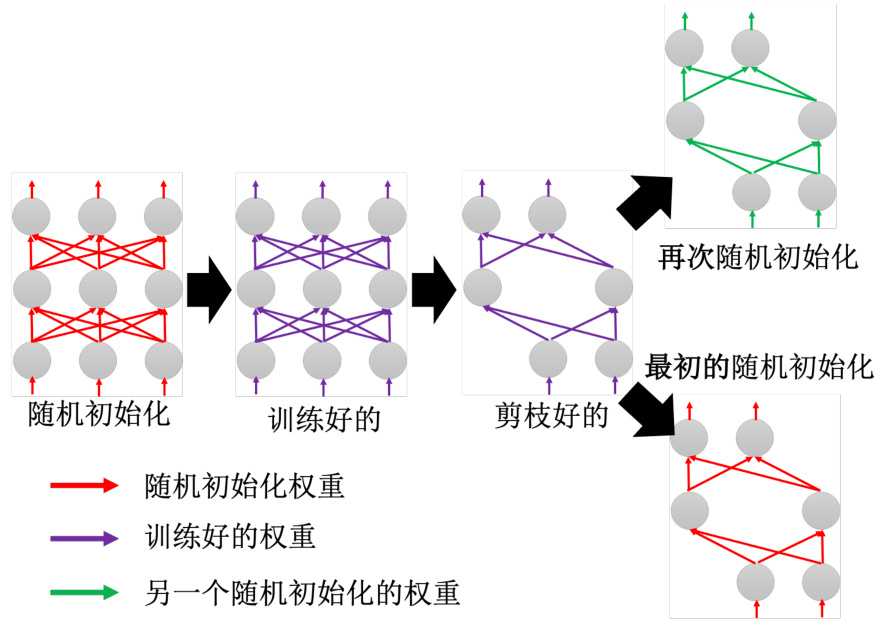 再次随机初始化
最初的随机初始化
随机初始化
训练好的
剪枝好的
随机初始化权重
训练好的权重
另一个随机初始化的权重